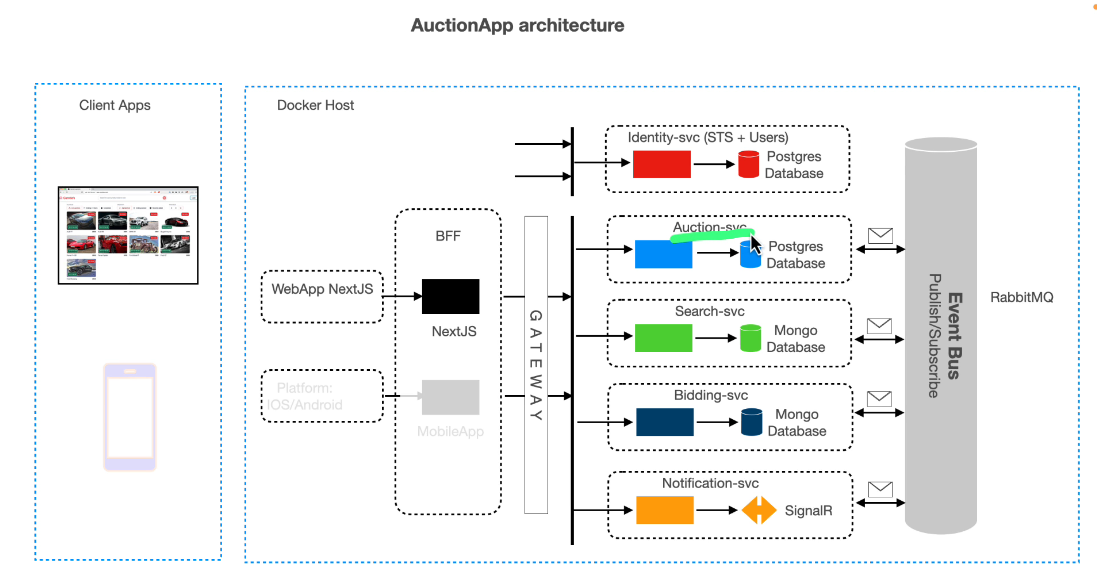 AuctionApp architecture
Client Apps
Docker Host
Identity-svc (STS + Users)
Postgres
Database
BFF
Auction-svc
Postgres
Database
WebApp NextJS
NextJS
GATEWAY
Search-svc
Mongo
Database
Event Bus
Publish/Subscribe
RabbitMQ
Platform:
IOS/Android
MobileApp
Bidding-svc
Mongo
Database
Notification-svc
SignalR